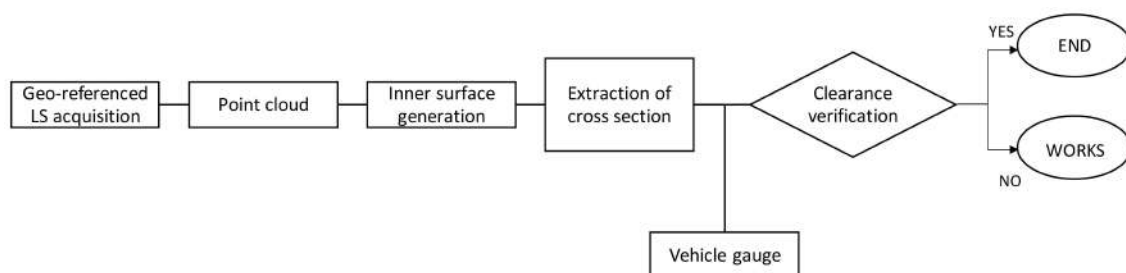 Geo-referenced
LS acquisition
Point cloud
Inner surface
generation
Extraction of
cross section
Clearance
verification
YES
END
NO
WORKS
Vehicle gauge